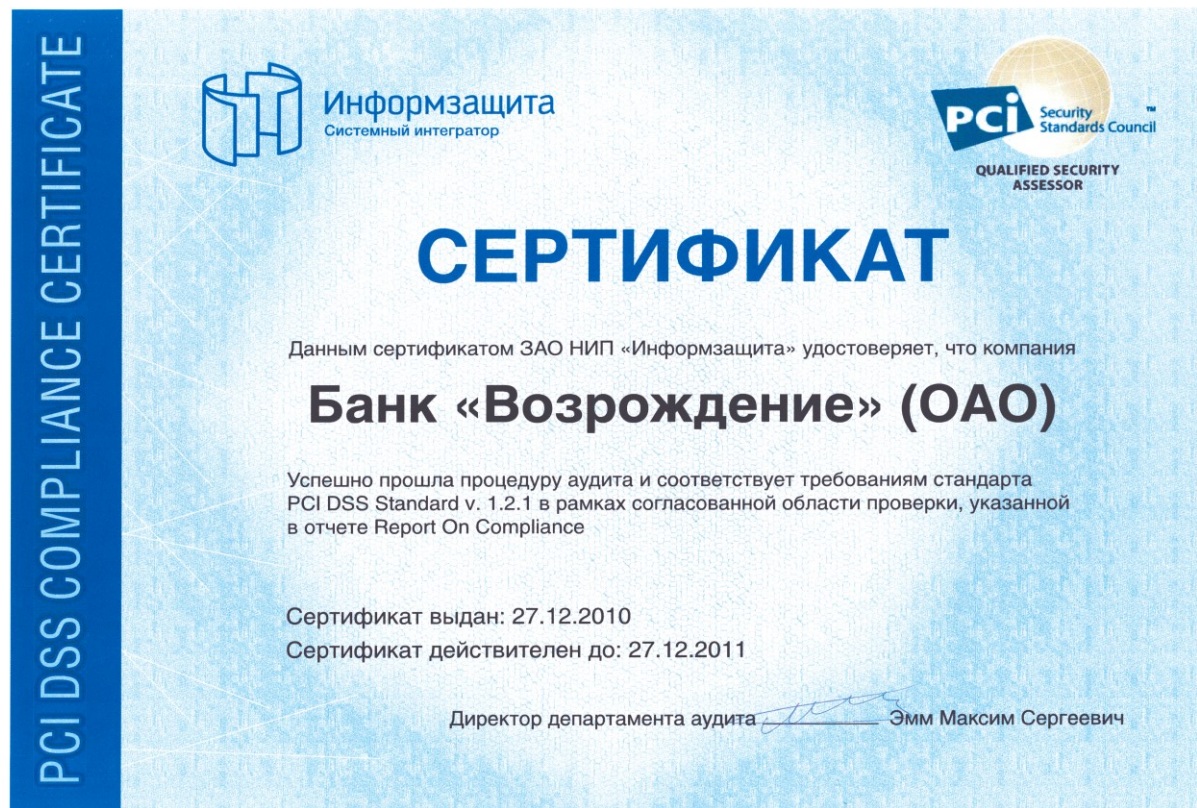 PCI DSS COMPLIANCE CERTIFICATE
Информзащита
Системный интегратор
PCI Security
Standards Council™
QUALIFIED SECURITY
ASSESSOR
СЕРТИФИКАТ
Данным сертификатом ЗАО НИП «Информзащита» удостоверяет, что компания
Банк «Возрождение» (ОАО)
Успешно прошла процедуру аудита и соответствует требованиям стандарта
PCI DSS Standard v. 1.2.1 в рамках согласованной области проверки, указанной
в отчете Report On Compliance
Сертификат выдан: 27.12.2010
Сертификат действителен до: 27.12.2011
Директор департамента аудита Эмм Максим Сергеевич